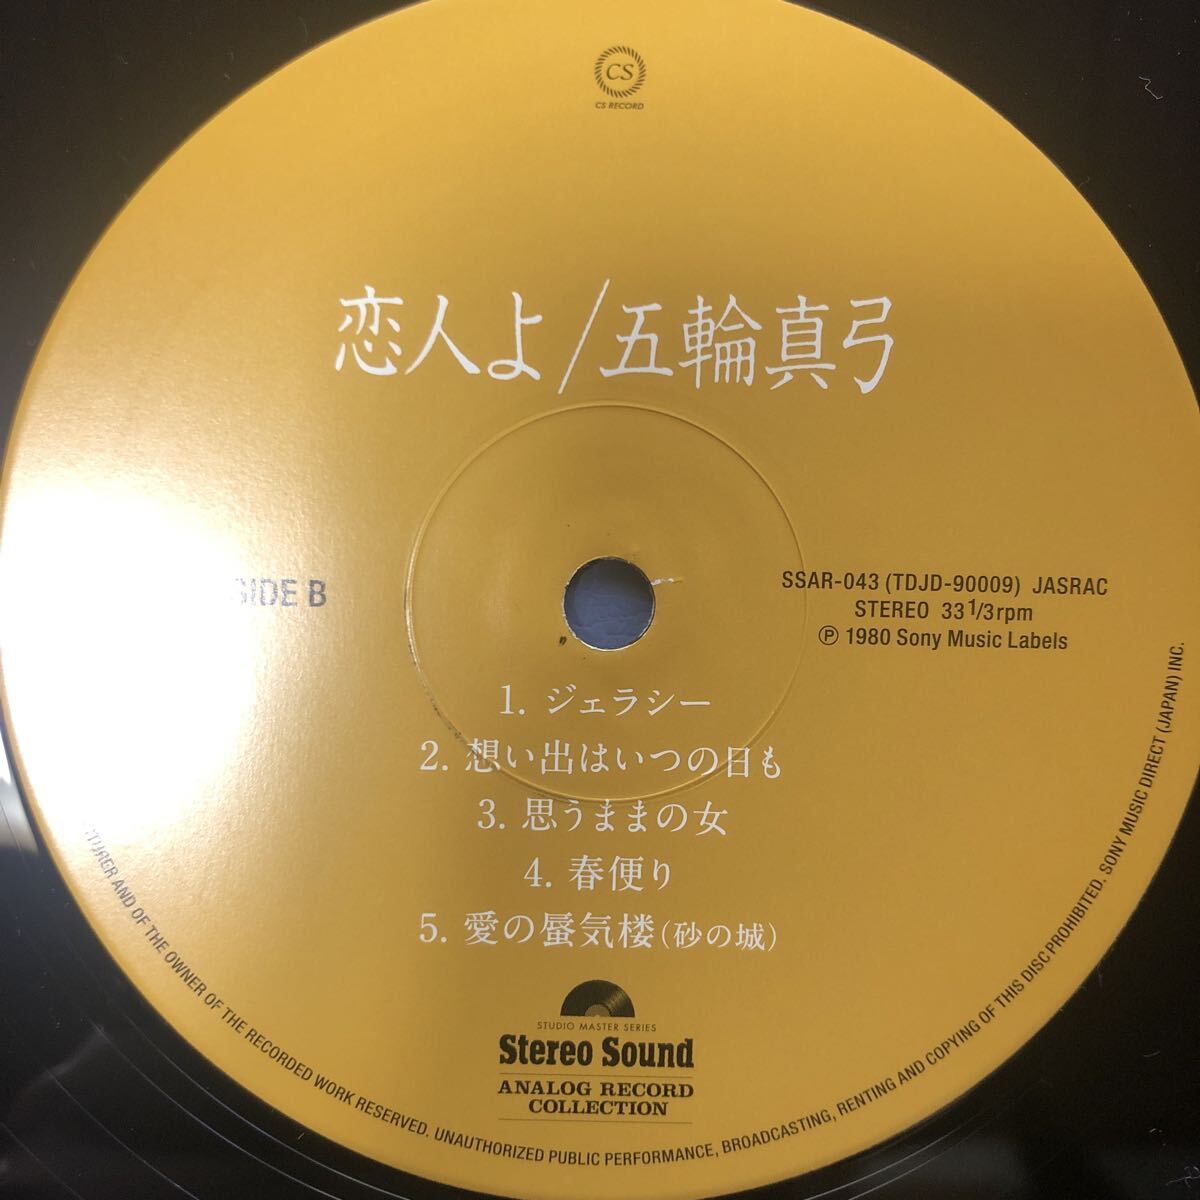 CS
CS RECORD
恋人よ/五輪真弓
SIDE B
SSAR-043 (TDJD-90009) JASRAC
STEREO 33 1/3rpm
℗ 1980 Sony Music Labels
1. ジェラシー
2. 想い出はいつの日も
3. 思うままの女
4. 春便り
5. 愛の蜃気楼(砂の城)
STUDIO MASTER SERIES
Stereo Sound
ANALOG RECORD
COLLECTION
AND OF THE OWNER OF THE RECORDED WORK RESERVED. UNAUTHORIZED PUBLIC PERFORMANCE, BROADCASTING, RENTING AND COPYING OF THIS DISC PROHIBITED. SONY MUSIC DIRECT (JAPAN) INC.